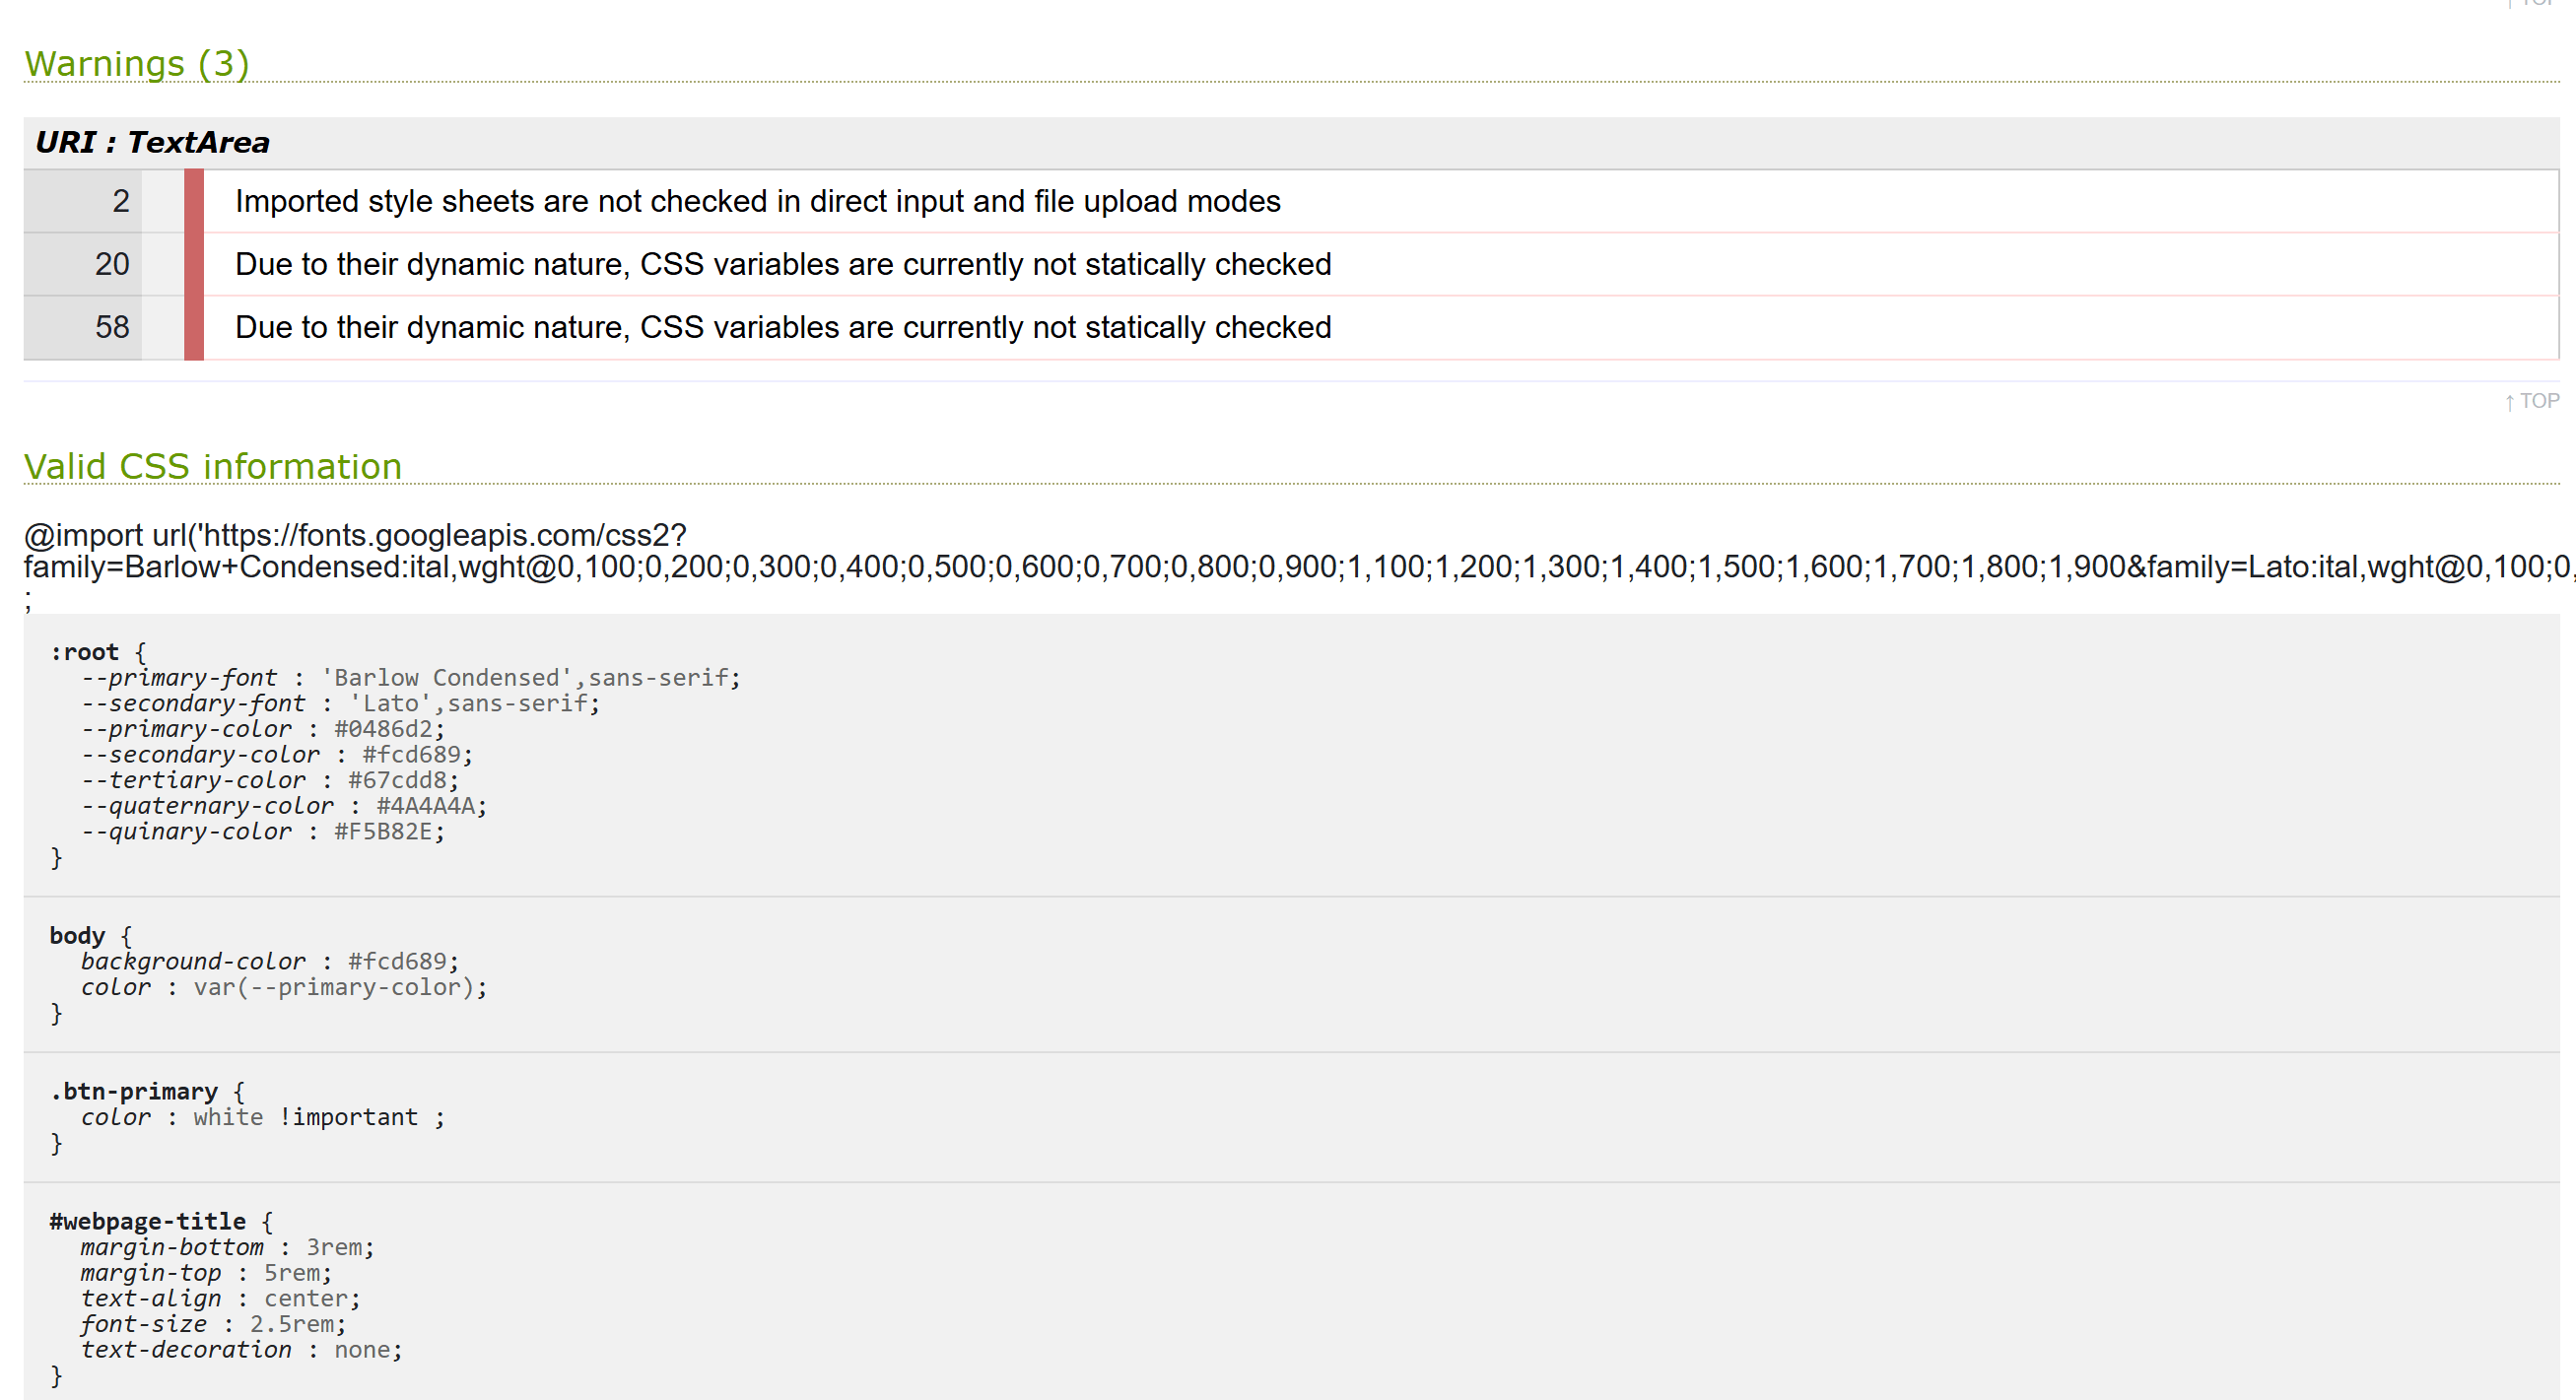 ↑ TOP
Warnings (3)
URI : TextArea
2 Imported style sheets are not checked in direct input and file upload modes
20 Due to their dynamic nature, CSS variables are currently not statically checked
58 Due to their dynamic nature, CSS variables are currently not statically checked
↑ TOP
Valid CSS information
@import url('https://fonts.googleapis.com/css2?
family=Barlow+Condensed:ital,wght@0,100;0,200;0,300;0,400;0,500;0,600;0,700;0,800;0,900;1,100;1,200;1,300;1,400;1,500;1,600;1,700;1,800;1,900&family=Lato:ital,wght@0,100;0,
;
:root {
--primary-font : 'Barlow Condensed',sans-serif;
--secondary-font : 'Lato',sans-serif;
--primary-color : #0486d2;
--secondary-color : #fcd689;
--tertiary-color : #67cdd8;
--quaternary-color : #4A4A4A;
--quinary-color : #F5B82E;
}
body {
background-color : #fcd689;
color : var(--primary-color);
}
.btn-primary {
color : white !important ;
}
#webpage-title {
margin-bottom : 3rem;
margin-top : 5rem;
text-align : center;
font-size : 2.5rem;
text-decoration : none;
}